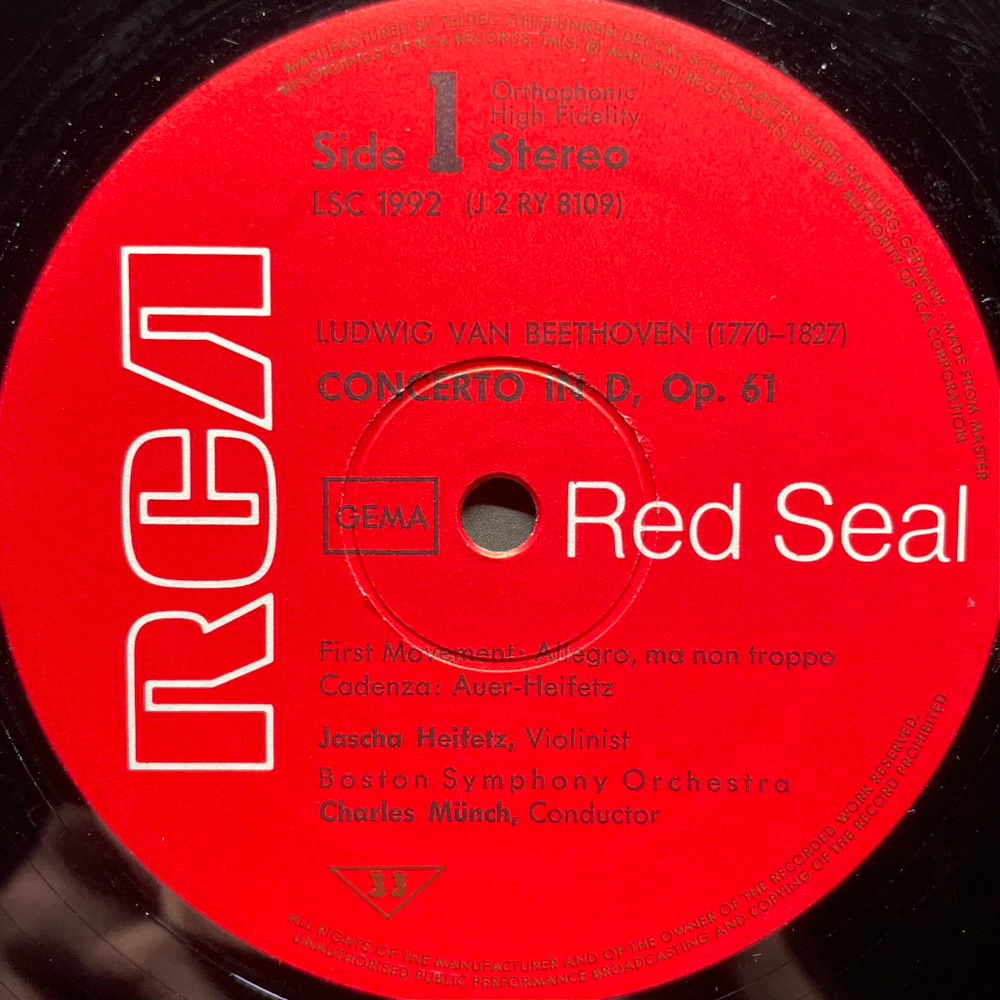 MANUFACTURED BY TELDEC »TELEFUNKEN-DECCA« SCHALLPLATTEN GMBH, HAMBURG, GERMANY · MADE FROM MASTER
RECORDINGS OF RCA RECORDS. TM(S) ® MARCA(S) REGISTRADA(S) USED BY AUTHORITY OF RCA CORPORATION
Orthophonic
High Fidelity
Side 1 Stereo
LSC 1992 (J 2 RY 8109)
RCA
LUDWIG VAN BEETHOVEN (1770–1827)
CONCERTO IN D, Op. 61
GEMA
Red Seal
First Movement: Allegro, ma non troppo
Cadenza: Auer-Heifetz
Jascha Heifetz, Violinist
Boston Symphony Orchestra
Charles Münch, Conductor
33
ALL RIGHTS OF THE MANUFACTURER AND OF THE OWNER OF THE RECORDED WORK RESERVED.
UNAUTHORISED PUBLIC PERFORMANCE BROADCASTING AND COPYING OF THE RECORD PROHIBITED